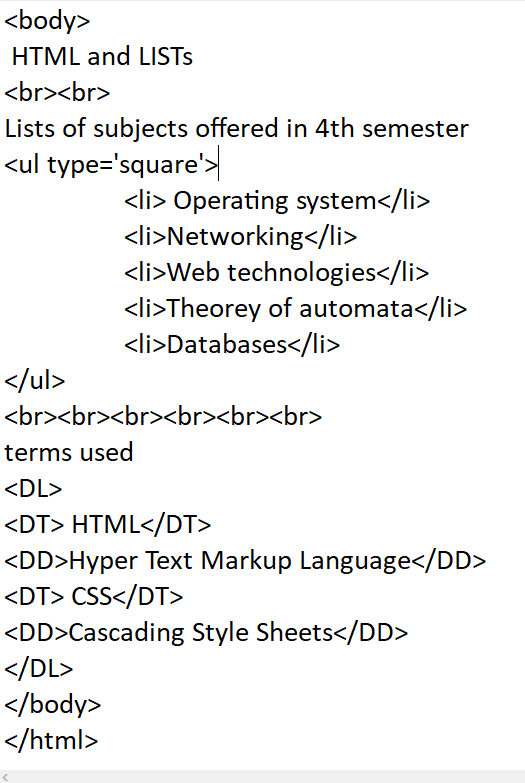 <body>
HTML and LISTs
<br><br>
Lists of subjects offered in 4th semester
<ul type='square'>
<li> Operating system</li>
<li>Networking</li>
<li>Web technologies</li>
<li>Theorey of automata</li>
<li>Databases</li>
</ul>
<br><br><br><br><br><br>
terms used
<DL>
<DT> HTML</DT>
<DD>Hyper Text Markup Language</DD>
<DT> CSS</DT>
<DD>Cascading Style Sheets</DD>
</DL>
</body>
</html>